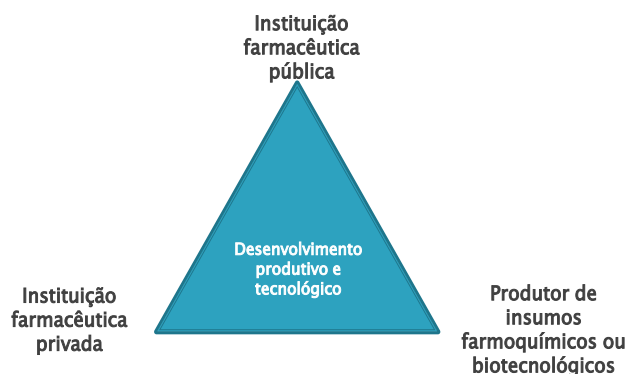 Instituição
farmacêutica
pública
Desenvolvimento
produtivo e
tecnológico
Instituição
farmacêutica
privada
Produtor de
insumos
farmoquímicos ou
biotecnológicos